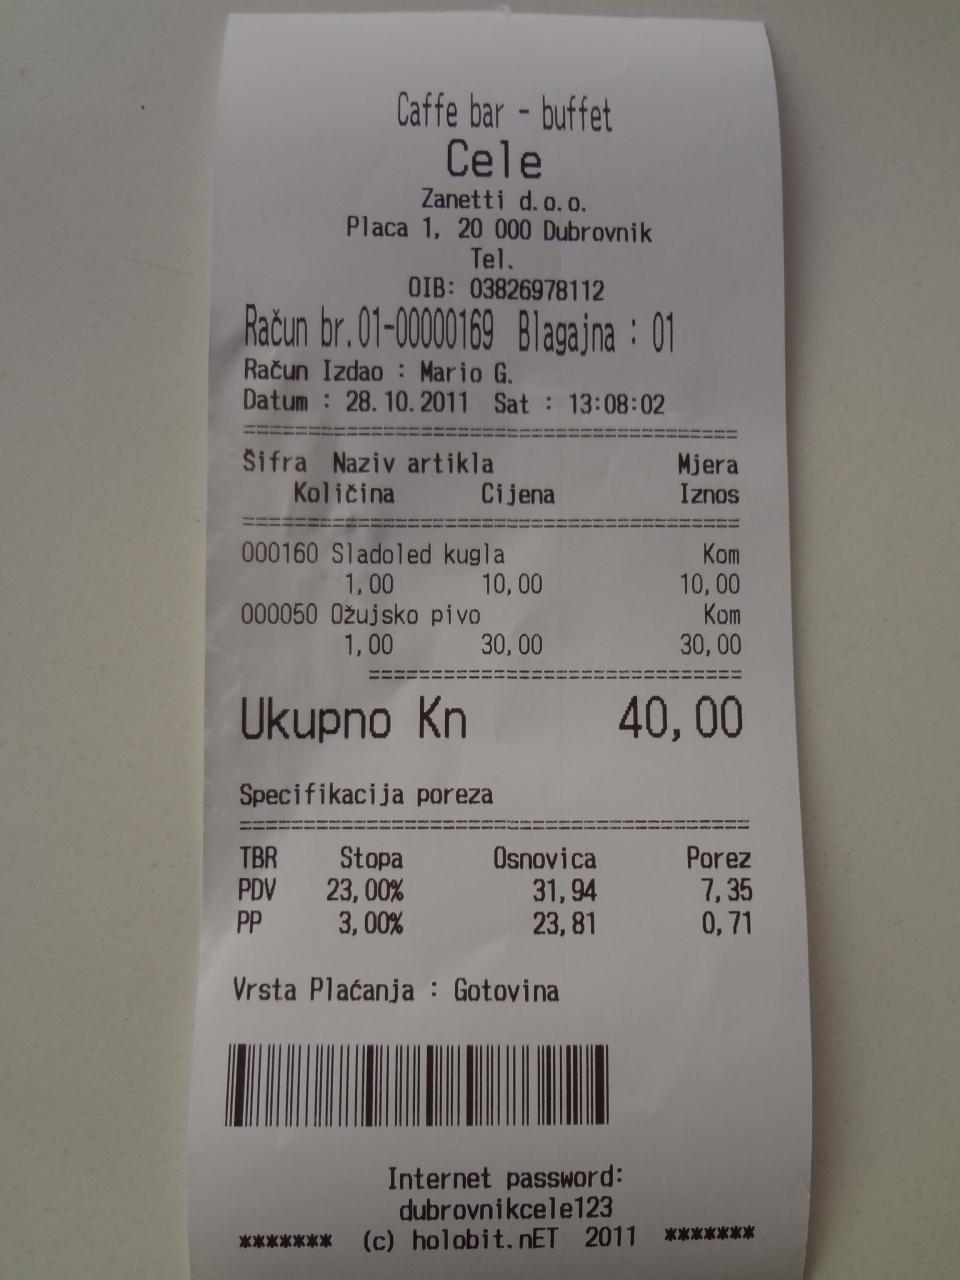 Caffe bar - buffet
Cele
Zanetti d.o.o.
Placa 1, 20 000 Dubrovnik
Tel.
OIB: 03826978112
Račun br.01-00000169 Blagajna : 01
Račun Izdao : Mario G.
Datum : 28.10.2011 Sat : 13:08:02
Šifra Naziv artikla Mjera
Količina Cijena Iznos
000160 Sladoled kugla Kom
1,00 10,00 10,00
000050 Ožujsko pivo Kom
1,00 30,00 30,00
Ukupno Kn 40,00
Specifikacija poreza
TBR Stopa Osnovica Porez
PDV 23,00% 31,94 7,35
PP 3,00% 23,81 0,71
Vrsta Plaćanja : Gotovina
Internet password:
dubrovnikcele123
******* (c) holobit.nET 2011 *******